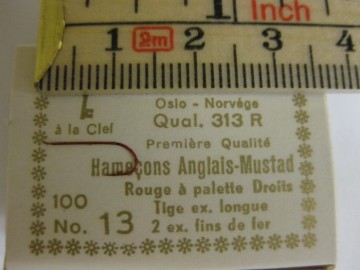 1 Inch
1 2m 2 3 4
Oslo - Norvége
à la Clef
Qual. 313 R
Première Qualité
Hameçons Anglais-Mustad
Rouge à palette Droits
100
Tige ex. longue
No. 13
2 ex. fins de fer